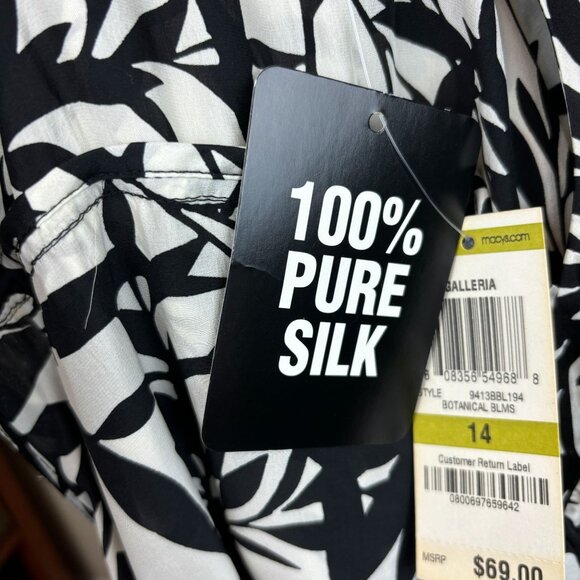 100%
PURE
SILK
macys.com
GALLERIA
08356 54968 8
STYLE 9413BBL194
BOTANICAL BLMS
14
Customer Return Label
0800697659642
MSRP $69.00